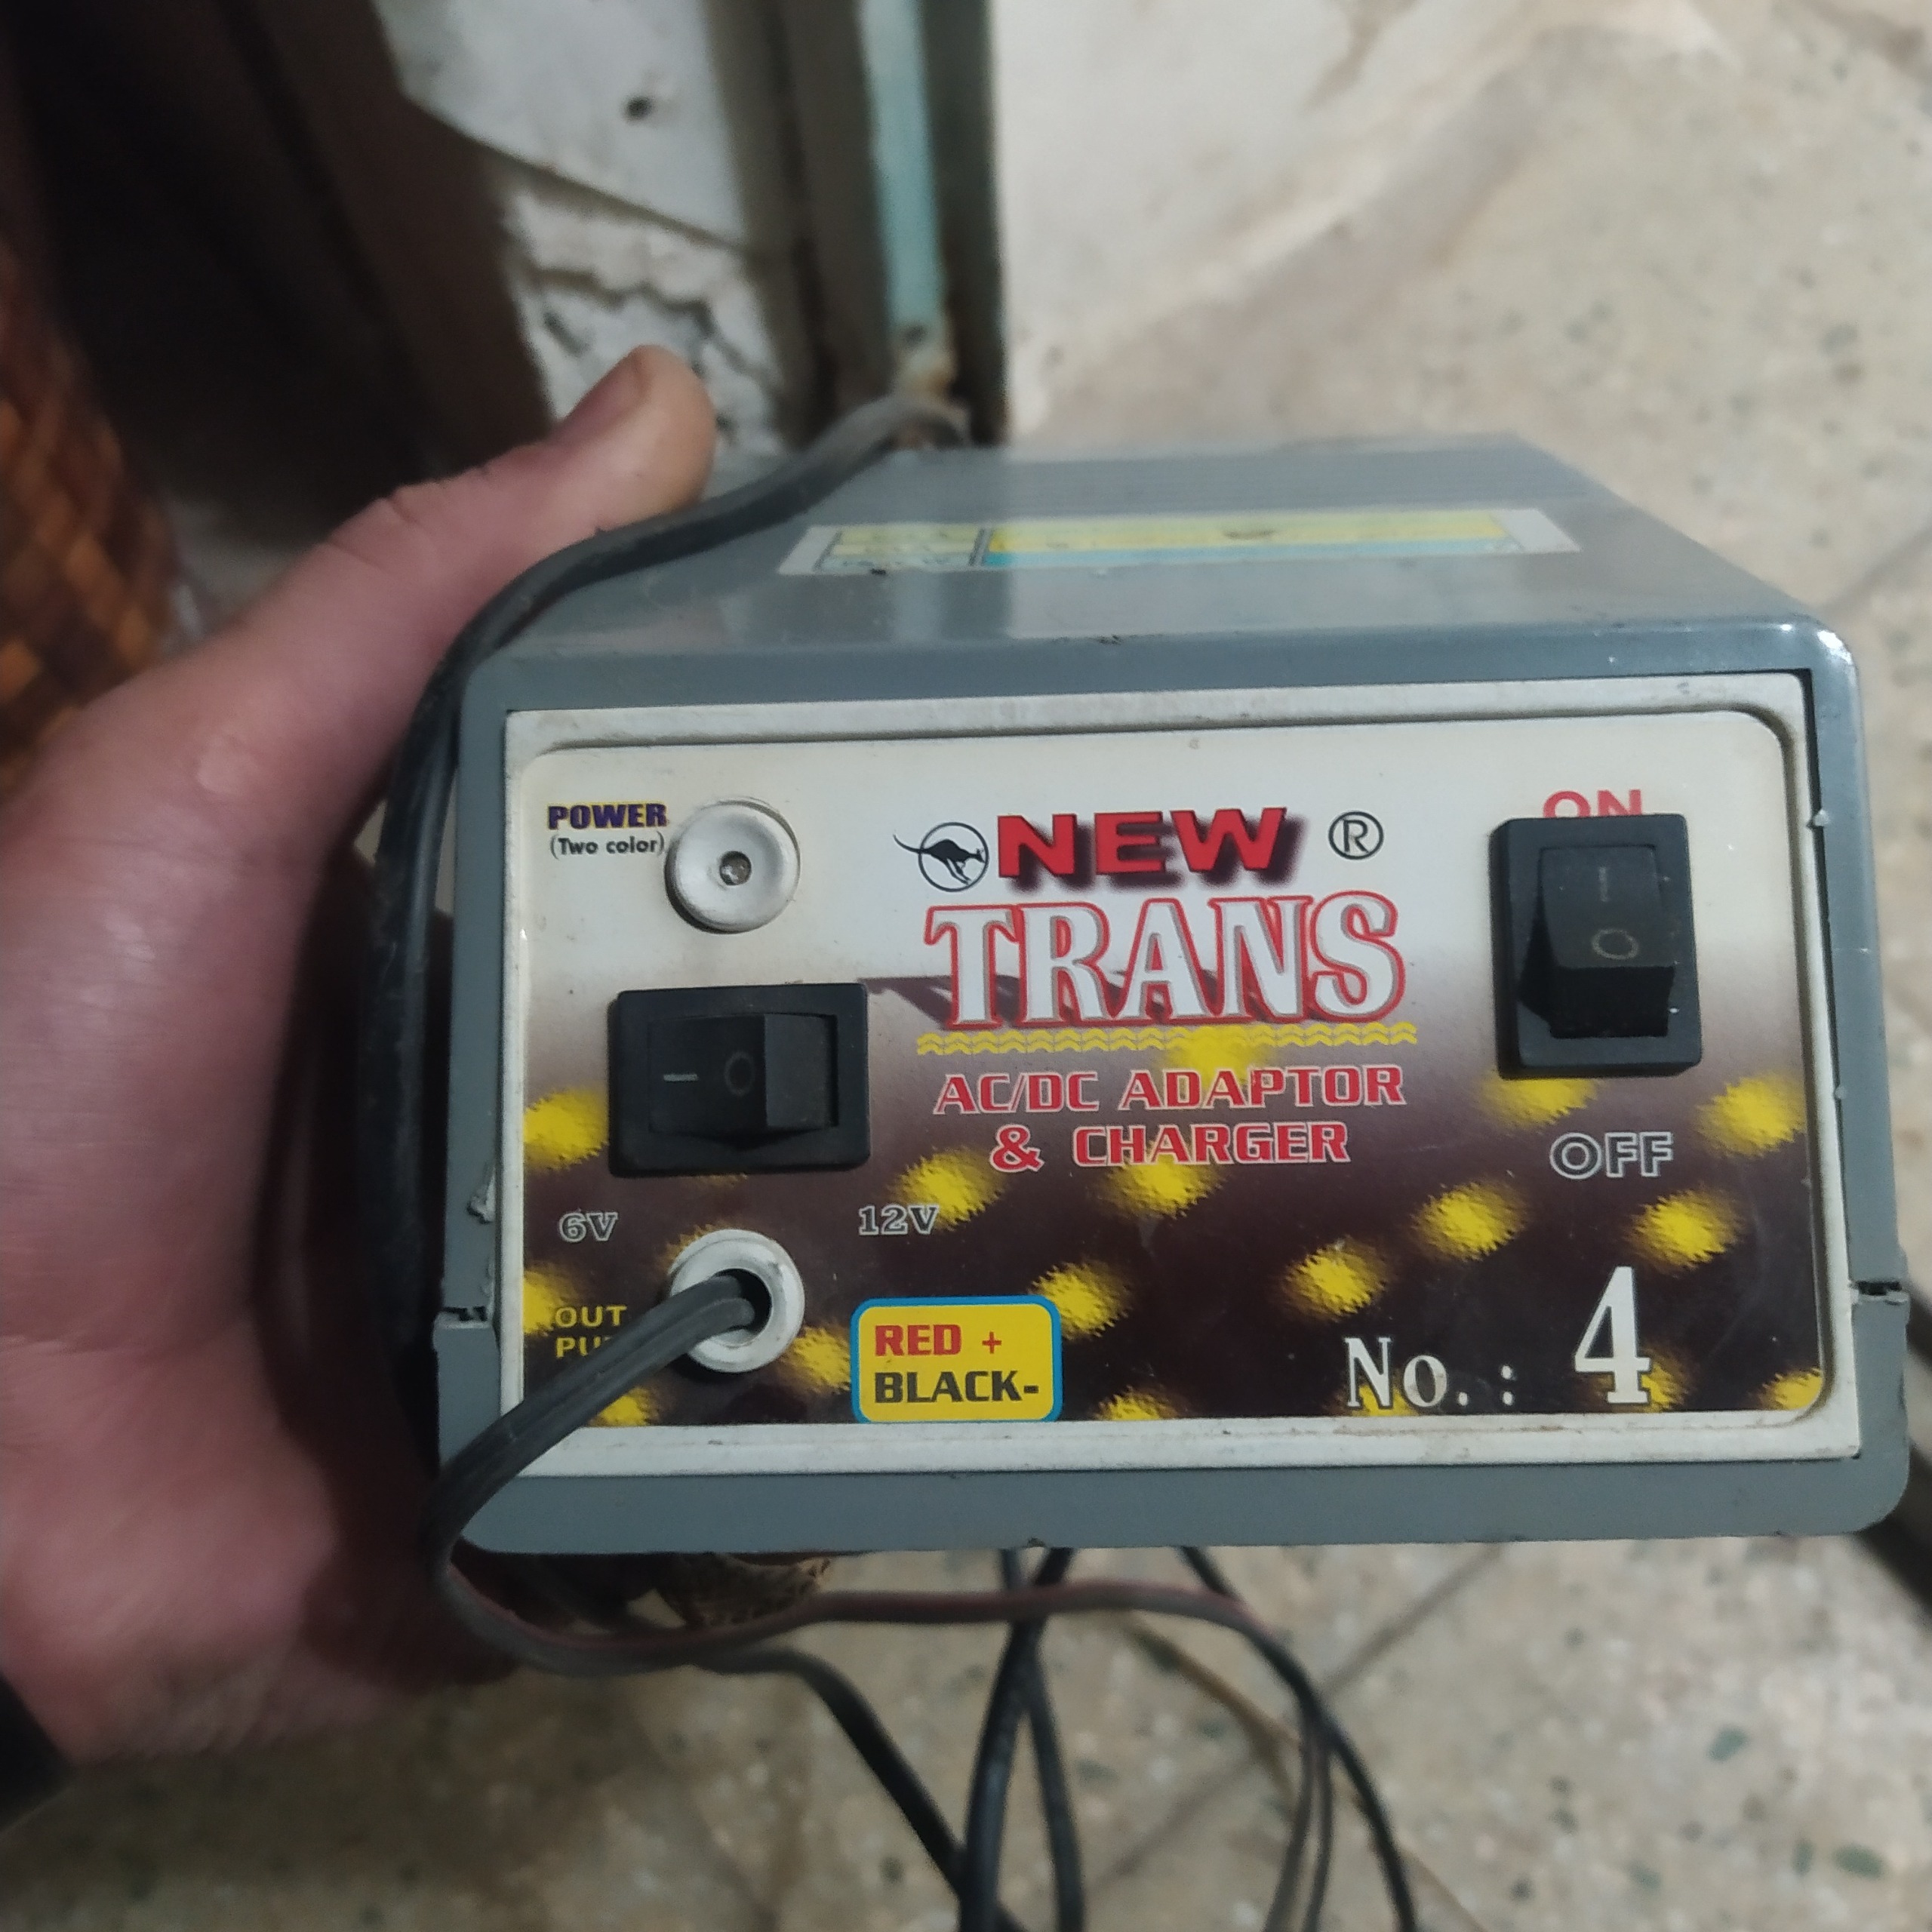 POWER
(Two color)
NEW ®
TRANS
AC/DC ADAPTOR
& CHARGER
ON
OFF
6V 12V
OUT
RED +
BLACK-
No. : 4